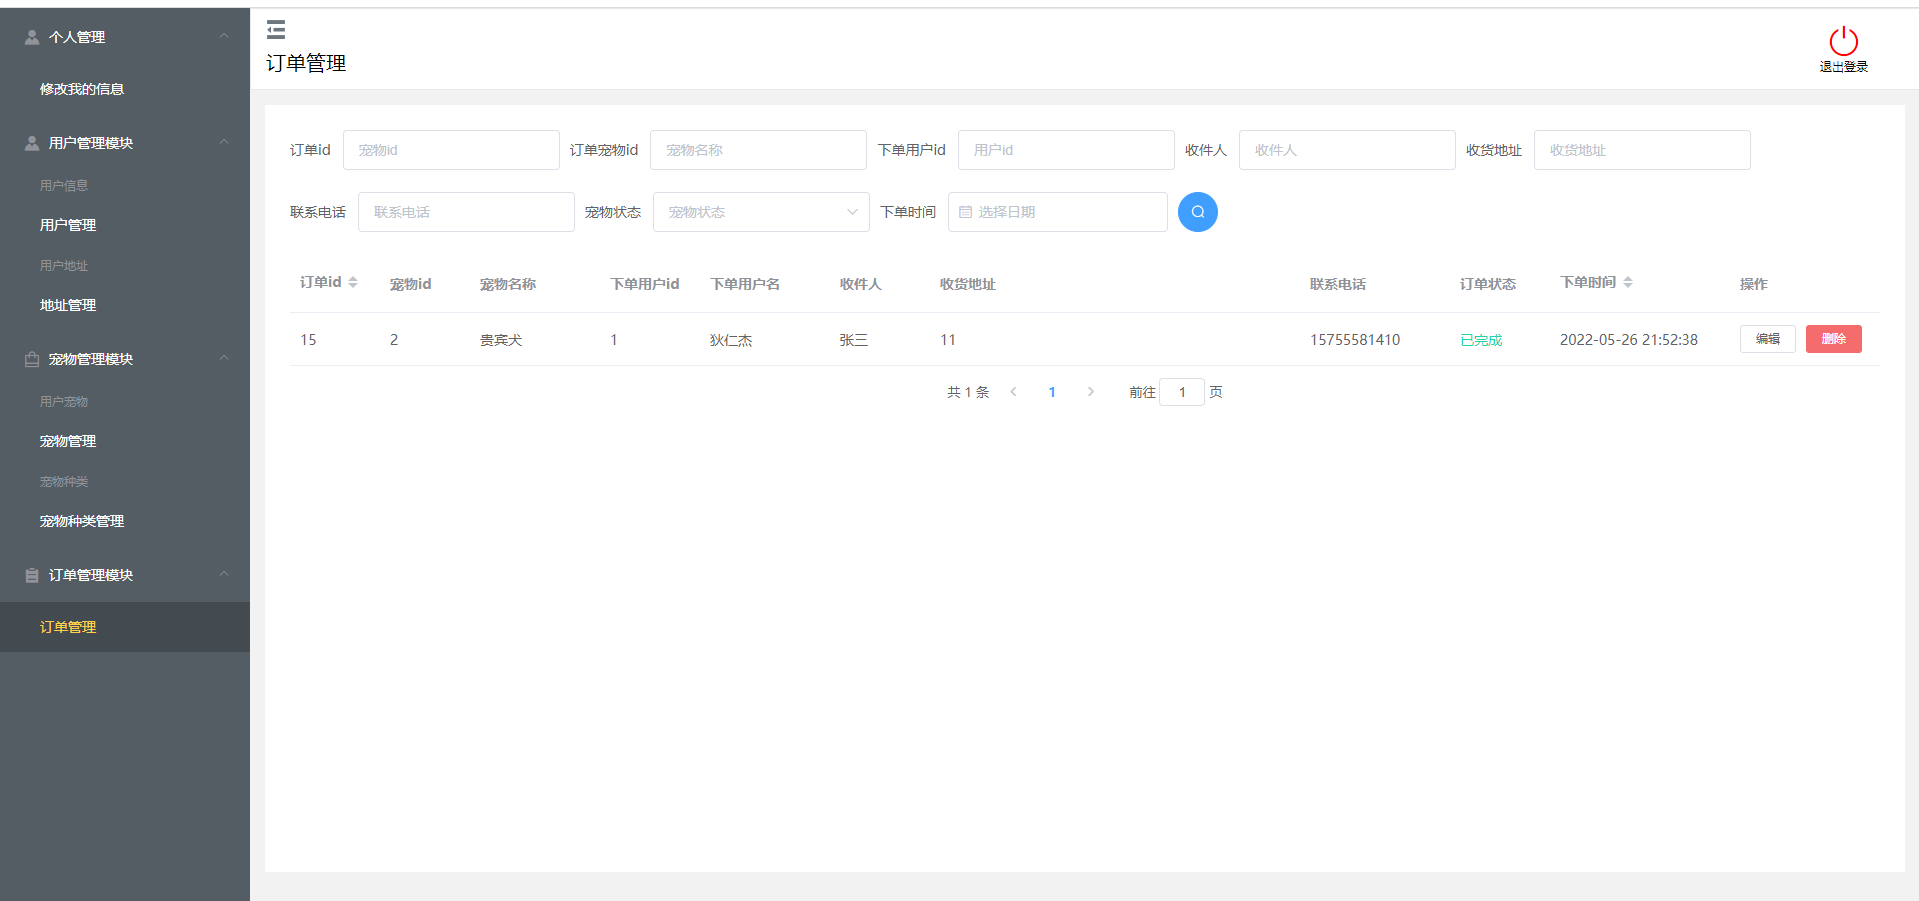 个人管理
修改我的信息
用户管理模块
用户信息
用户管理
用户地址
地址管理
宠物管理模块
用户宠物
宠物管理
宠物种类
宠物种类管理
订单管理模块
订单管理
订单管理
退出登录
订单id 宠物id 订单宠物id 宠物名称 下单用户id 用户id 收件人 收件人 收货地址 收货地址
联系电话 联系电话 宠物状态 宠物状态 下单时间 选择日期
订单id 宠物id 宠物名称 下单用户id 下单用户名 收件人 收货地址 联系电话 订单状态 下单时间 操作
15 2 贵宾犬 1 狄仁杰 张三 11 15755581410 已完成 2022-05-26 21:52:38 编辑 删除
共 1 条 1 前往 1 页